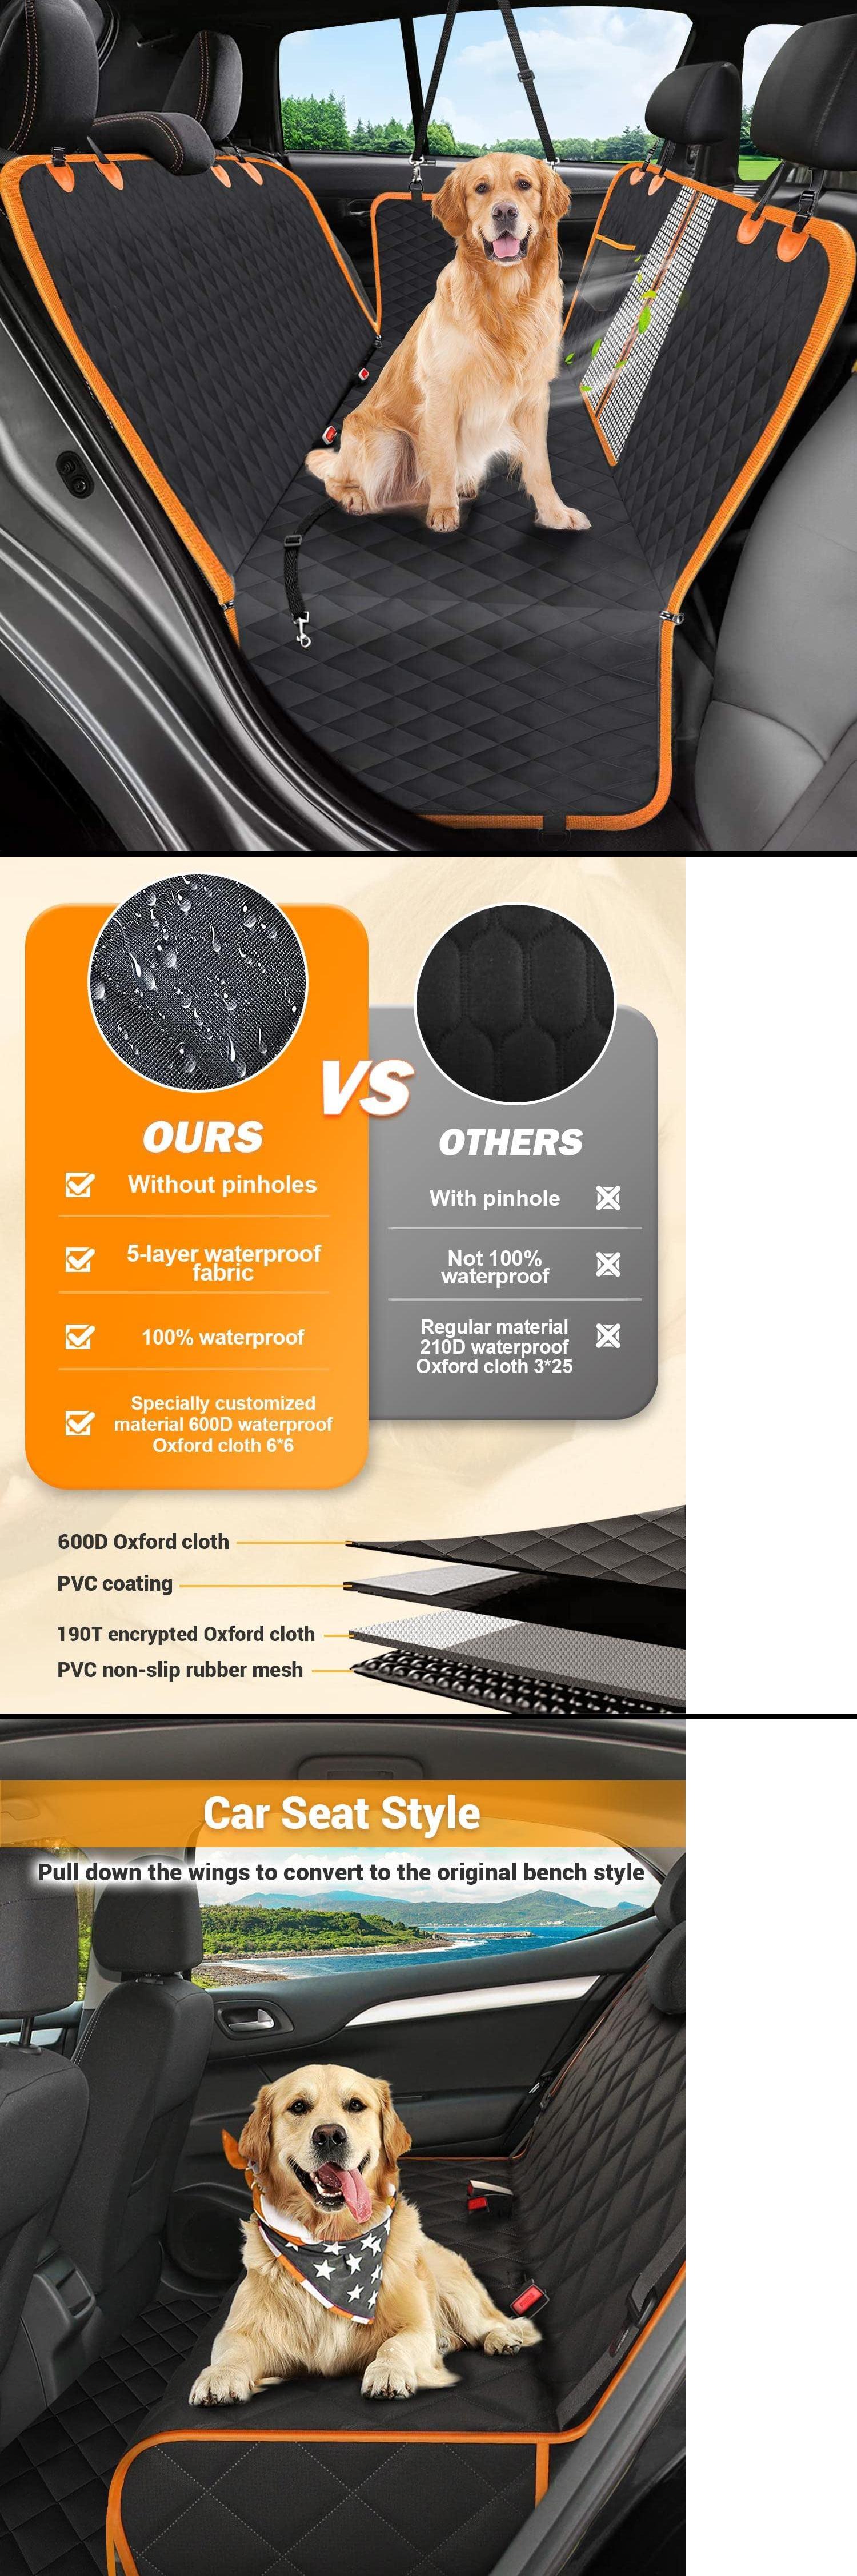 VS
OURS
Without pinholes
5-layer waterproof
fabric
100% waterproof
Specially customized
material 600D waterproof
Oxford cloth 6*6
OTHERS
With pinhole
Not 100%
waterproof
Regular material
210D waterproof
Oxford cloth 3*25
600D Oxford cloth
PVC coating
190T encrypted Oxford cloth
PVC non-slip rubber mesh
Car Seat Style
Pull down the wings to convert to the original bench style